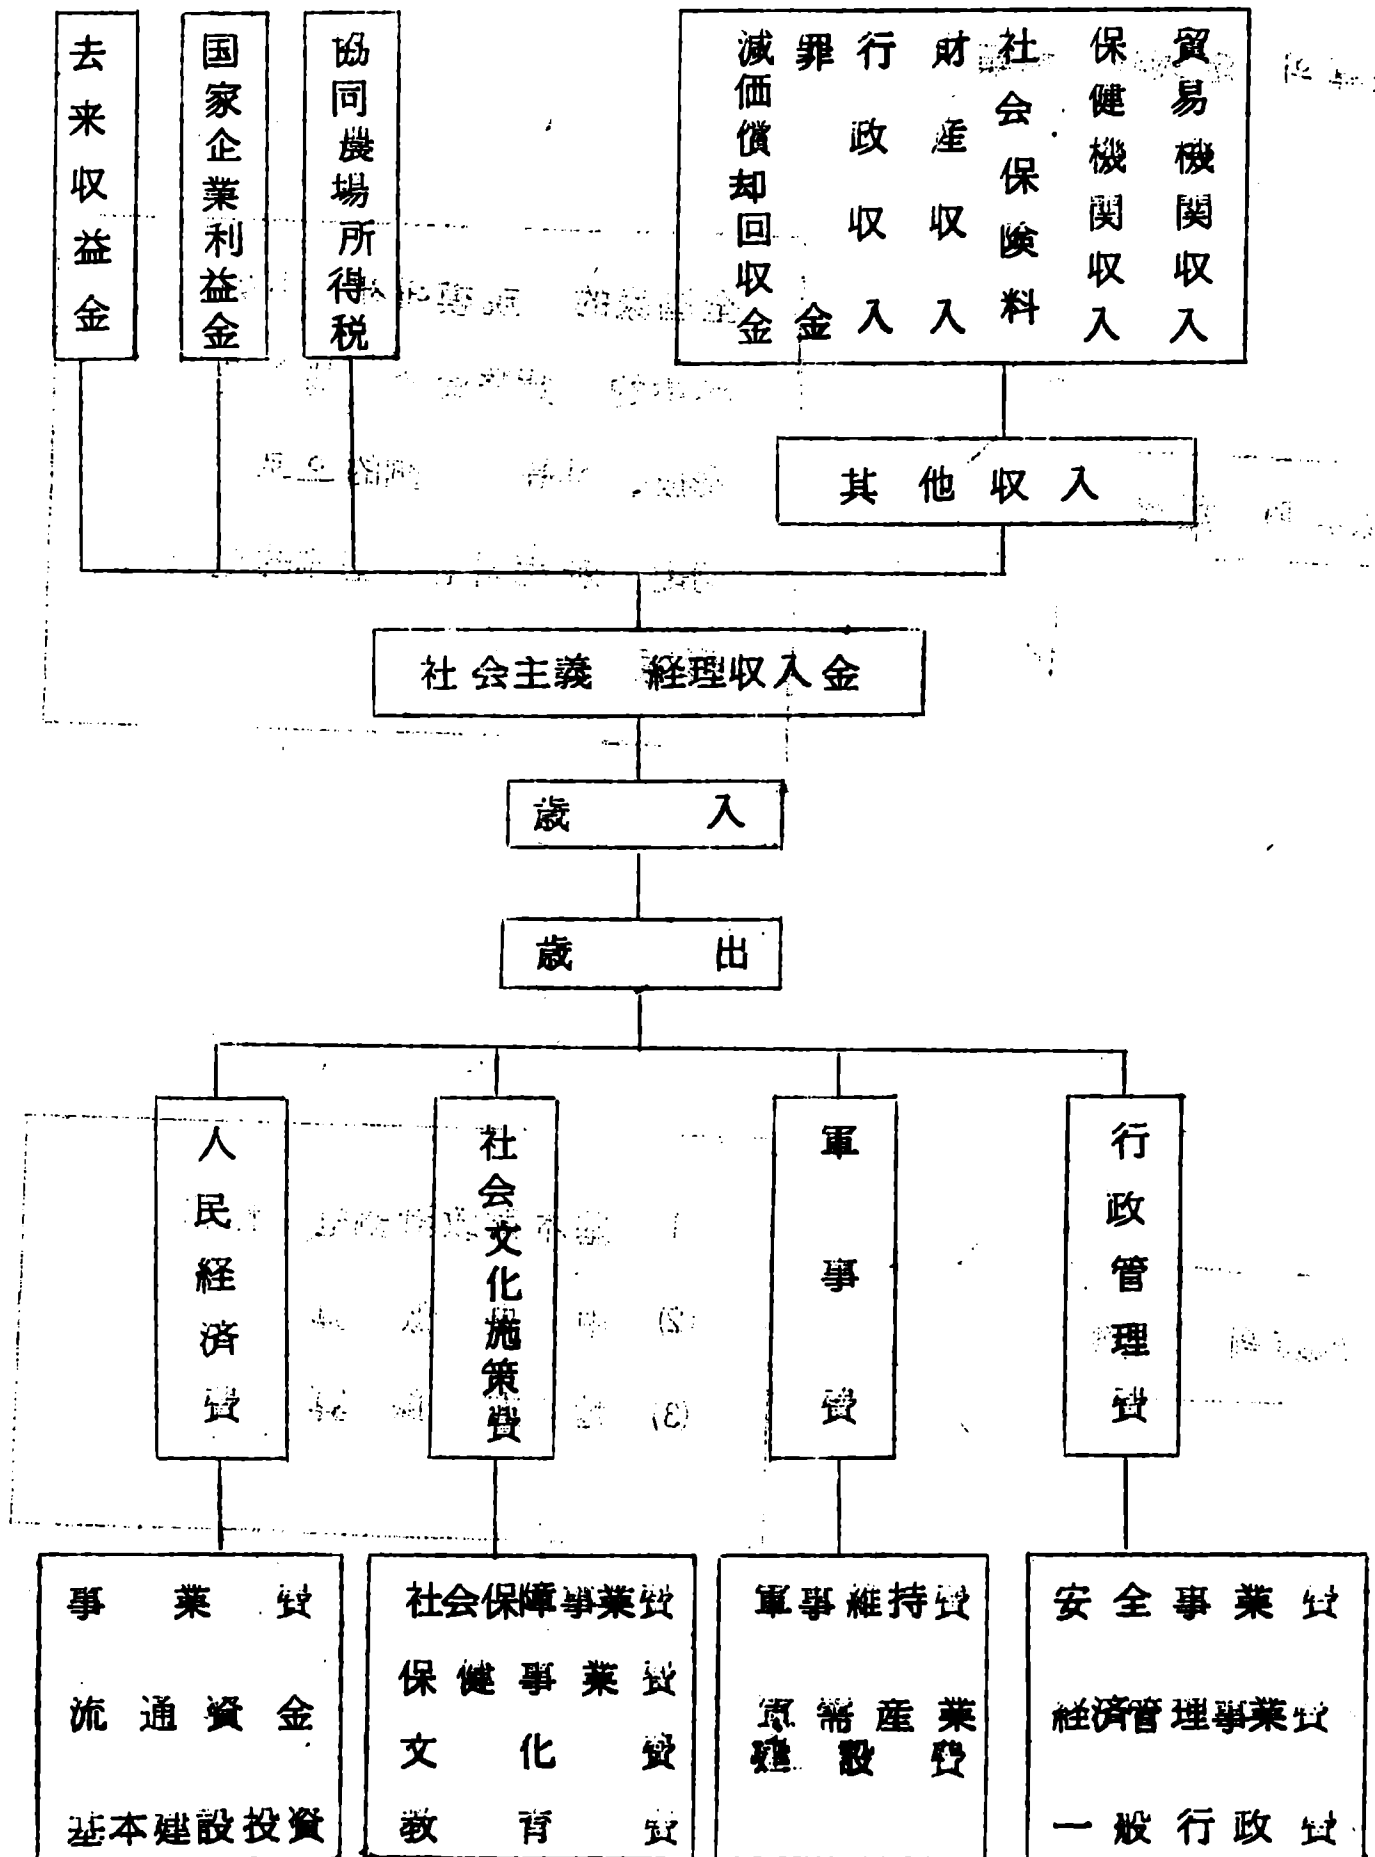 去来収益金
国家企業利益金
協同農場所得税
減価償却回収金
罪金
行政収入
財産収入
社会保険料
保健機関収入
貿易機関収入
其他収入
社会主義 経理収入金
歳入
歳出
人民経済費
社会文化施策費
軍事費
行政管理費
事業費
流通資金
基本建設投資
社会保障事業費
保健事業費
文化費
教育費
軍事維持費
軍需産業
建設費
安全事業費
経済管理事業費
一般行政費